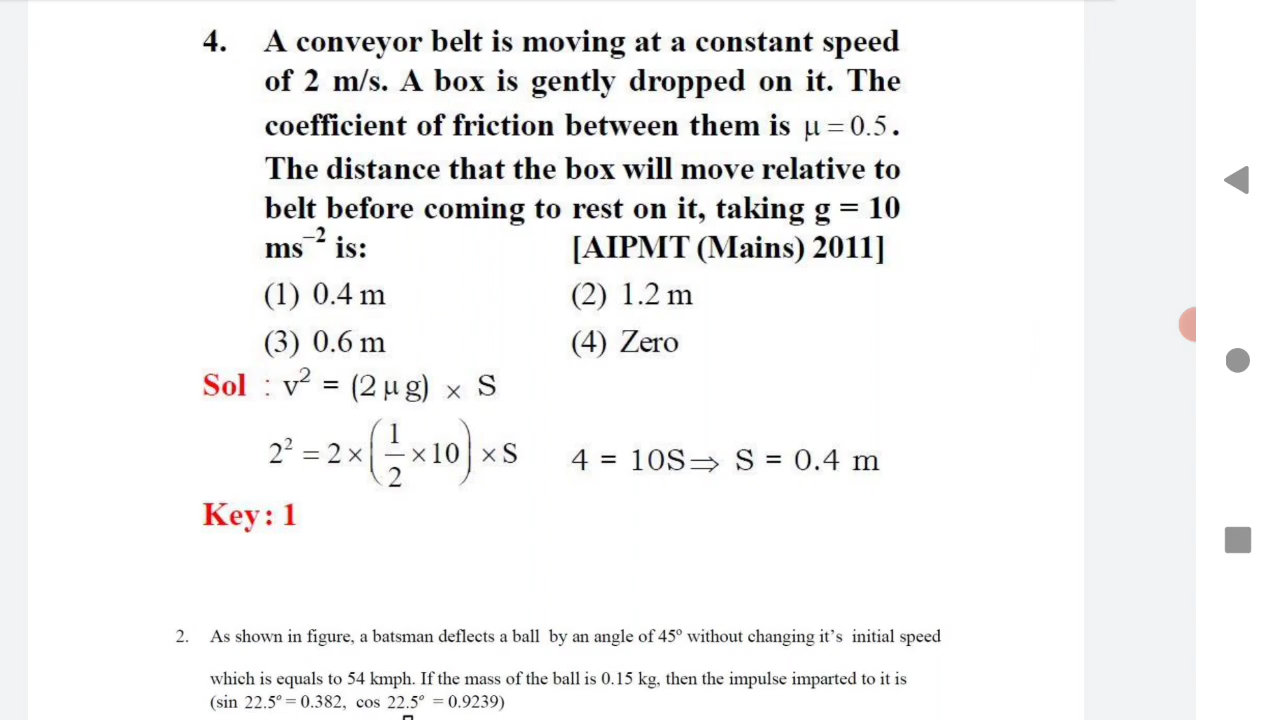 4. A conveyor belt is moving at a constant speed
of 2 m/s. A box is gently dropped on it. The
coefficient of friction between them is μ = 0.5.
The distance that the box will move relative to
belt before coming to rest on it, taking g = 10
ms⁻² is: [AIPMT (Mains) 2011]
(1) 0.4 m (2) 1.2 m
(3) 0.6 m (4) Zero
Sol : v² = (2 μ g) × S
2² = 2 × (1/2 × 10) × S 4 = 10S ⇒ S = 0.4 m
Key: 1
2. As shown in figure, a batsman deflects a ball by an angle of 45º without changing it's initial speed
which is equals to 54 kmph. If the mass of the ball is 0.15 kg, then the impulse imparted to it is
(sin 22.5º = 0.382, cos 22.5º = 0.9239)